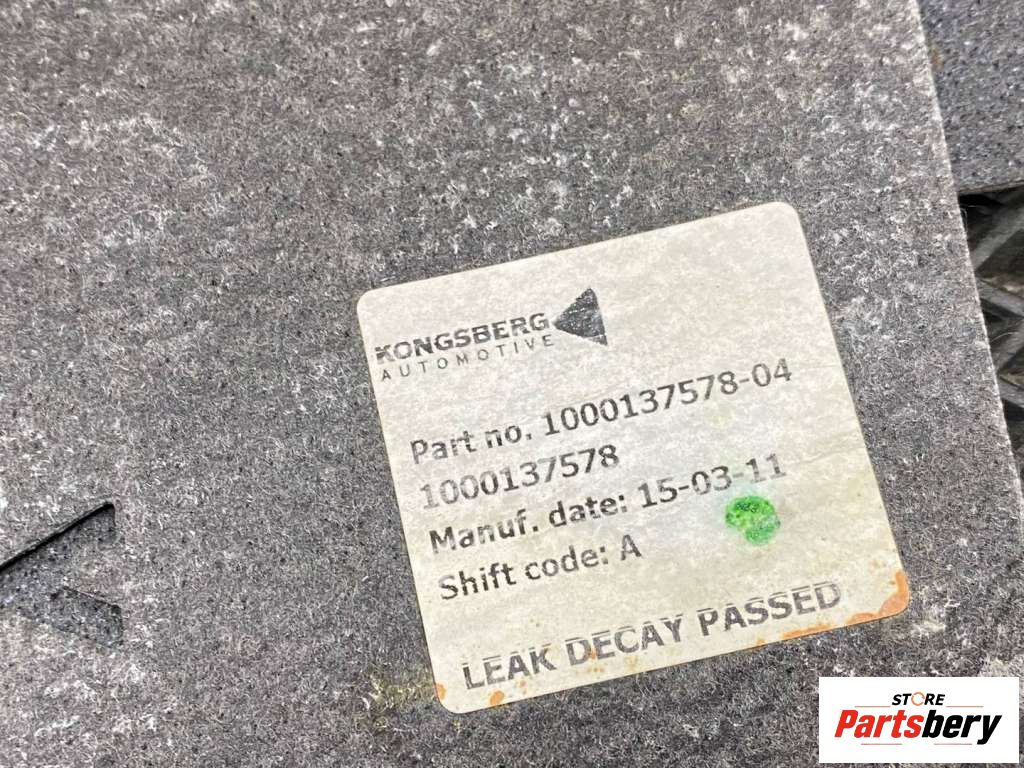 KONGSBERG
AUTOMOTIVE
Part no. 1000137578-04
1000137578
Manuf. date: 15-03-11
Shift code: A
LEAK DECAY PASSED
STORE
Partsbery